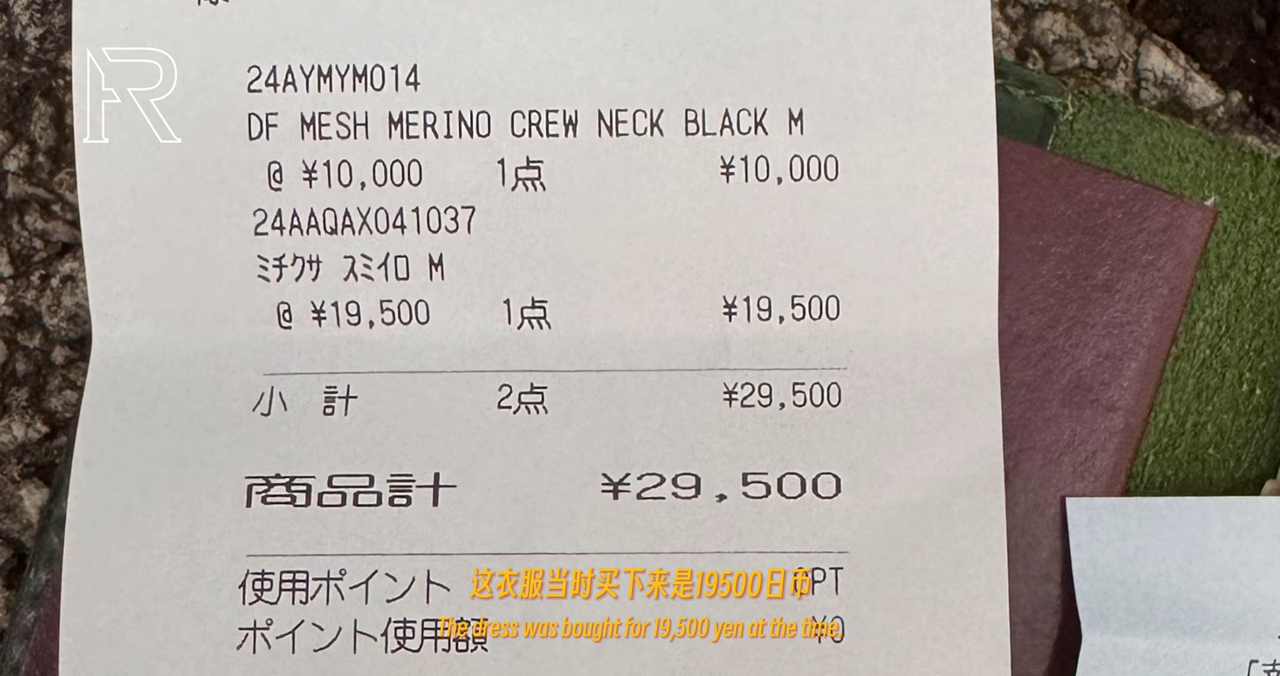 R
24AYMYM014
DF MESH MERINO CREW NECK BLACK M
@ ¥10,000 1点 ¥10,000
24AAQAX041037
ﾐﾁｸｻ ｽﾐｲﾛ M
@ ¥19,500 1点 ¥19,500
小 計 2点 ¥29,500
商品計 ¥29,500
使用ポイント PT
这衣服当时买下来是19500日币
ポイント使用額 ¥0
The dress was bought for 19,500 yen at the time.